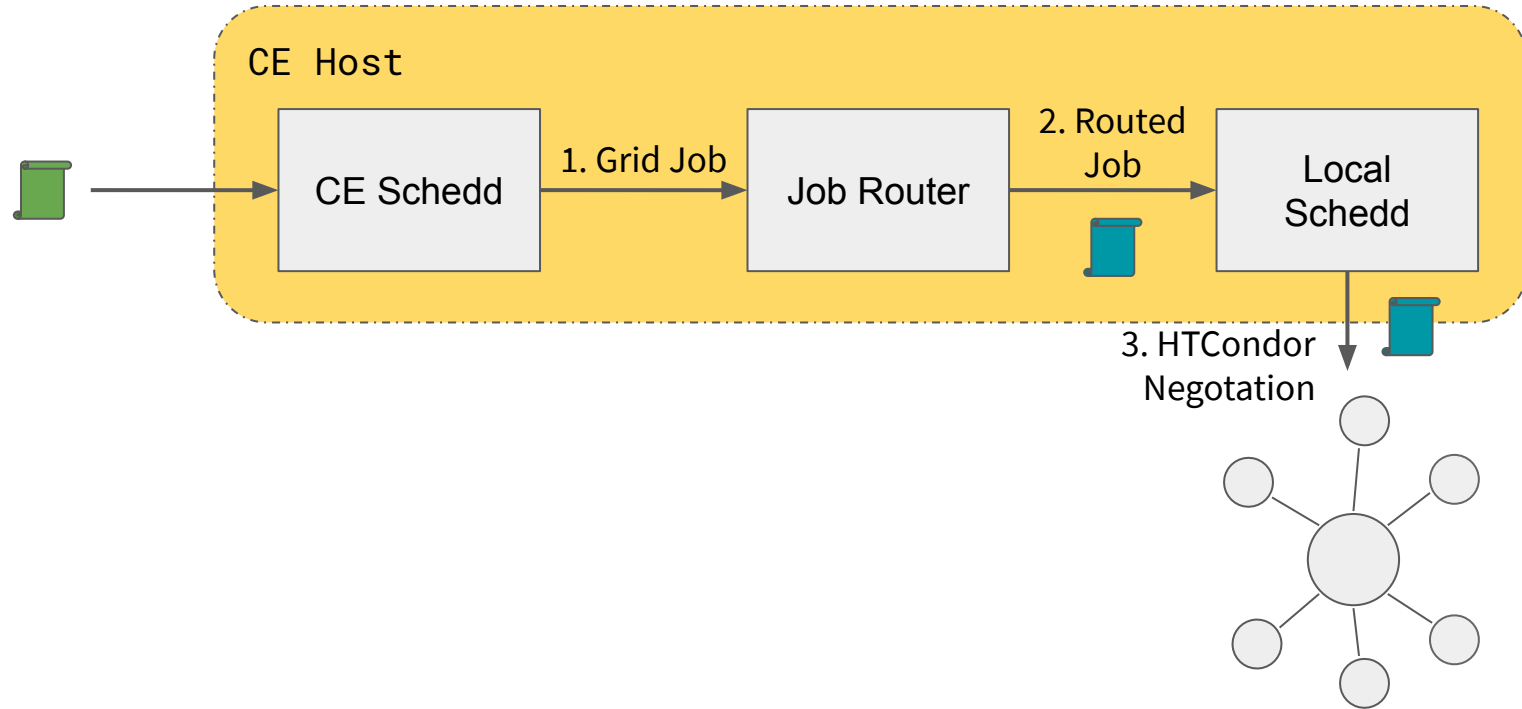 CE Host
CE Schedd
1. Grid Job
Job Router
2. Routed
Job
Local
Schedd
3. HTCondor
Negotation